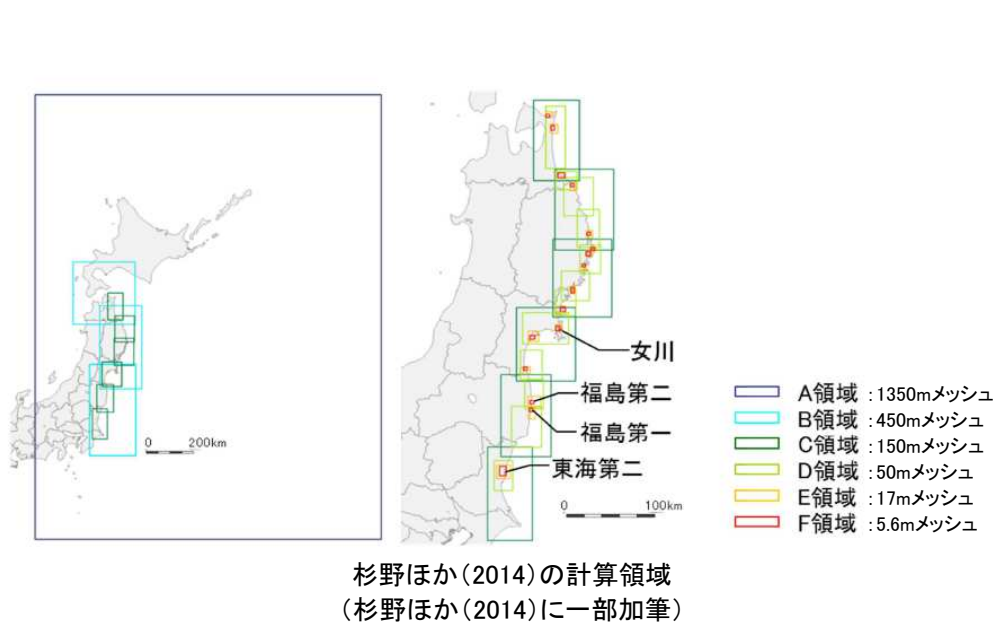 0 200km
女川
福島第二
福島第一
東海第二
0 100km
A領域：1350mメッシュ
B領域：450mメッシュ
C領域：150mメッシュ
D領域：50mメッシュ
E領域：17mメッシュ
F領域：5.6mメッシュ
杉野ほか（2014）の計算領域
（杉野ほか（2014）に一部加筆）